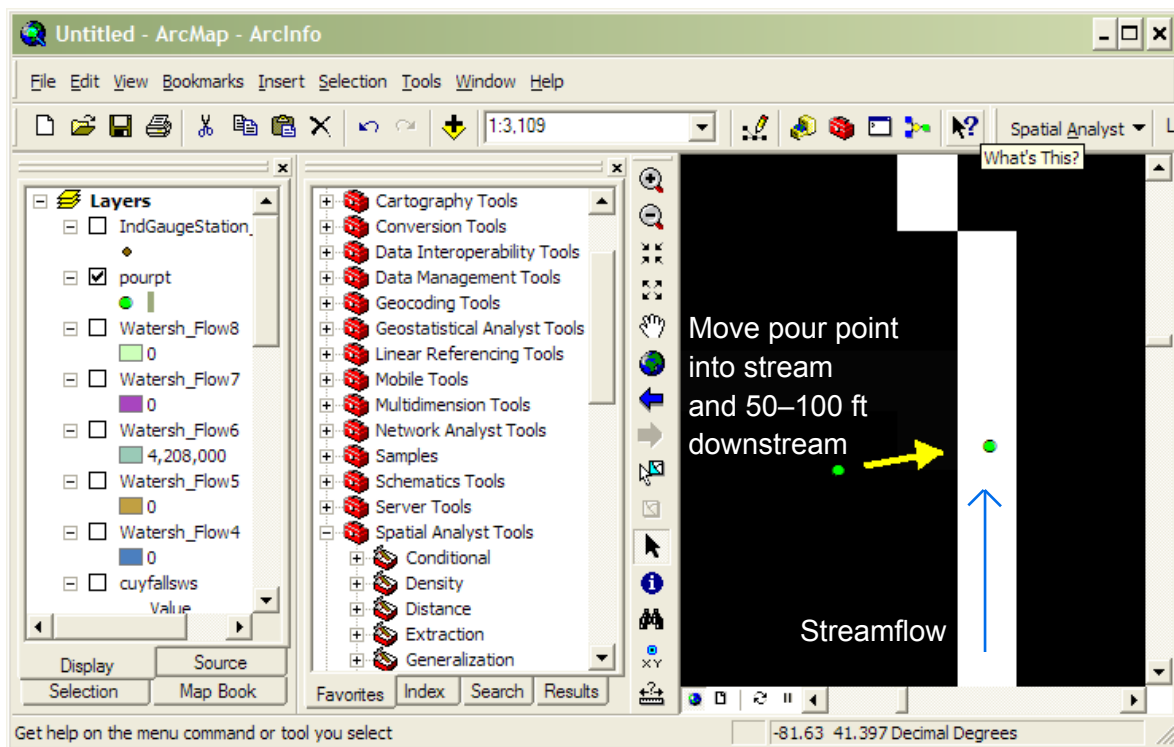 Untitled - ArcMap - ArcInfo
File Edit View Bookmarks Insert Selection Tools Window Help
1:3,109
Spatial Analyst
L
What's This?
Layers
IndGaugeStation_
pourpt
Watersh_Flow8
0
Watersh_Flow7
0
Watersh_Flow6
4,208,000
Watersh_Flow5
0
Watersh_Flow4
0
cuyfallsws
Value
Display Source
Selection Map Book
Cartography Tools
Conversion Tools
Data Interoperability Tools
Data Management Tools
Geocoding Tools
Geostatistical Analyst Tools
Linear Referencing Tools
Mobile Tools
Multidimension Tools
Network Analyst Tools
Samples
Schematics Tools
Server Tools
Spatial Analyst Tools
Conditional
Density
Distance
Extraction
Generalization
Favorites Index Search Results
XY
Move pour point
into stream
and 50–100 ft
downstream
Streamflow
Get help on the menu command or tool you select
-81.63 41.397 Decimal Degrees